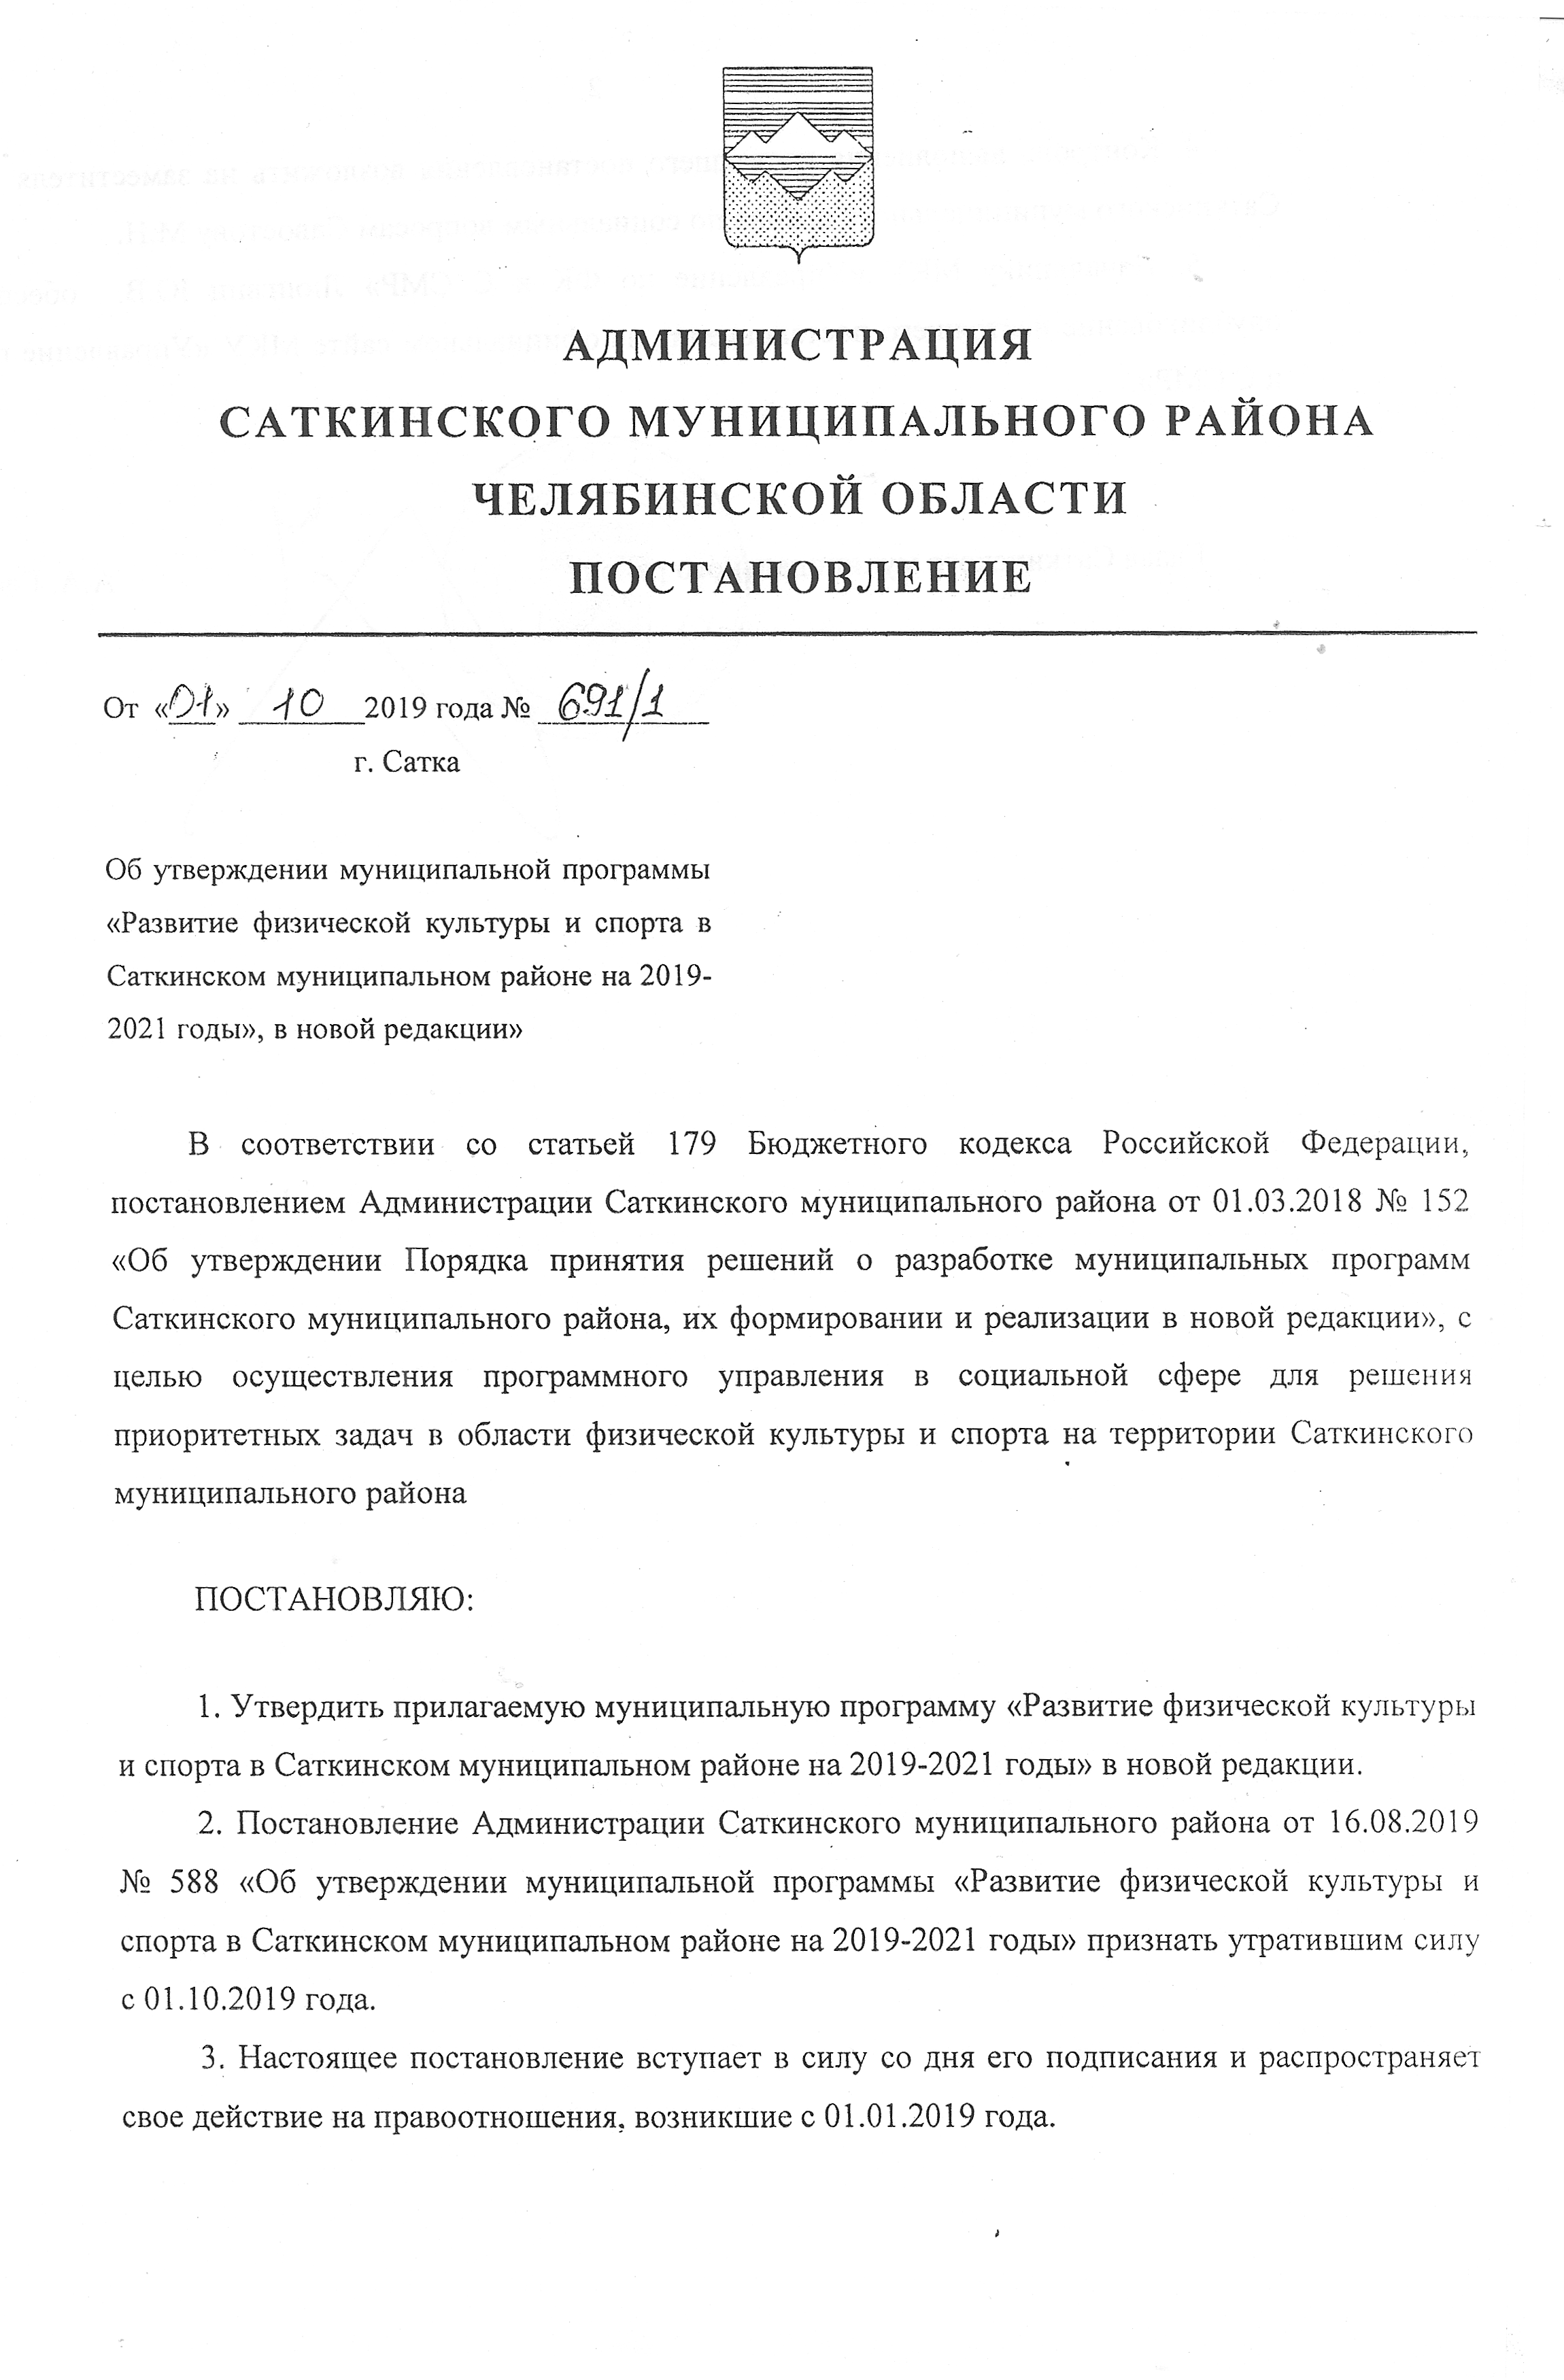 АДМИНИСТРАЦИЯ
САТКИНСКОГО МУНИЦИПАЛЬНОГО РАЙОНА
ЧЕЛЯБИНСКОЙ ОБЛАСТИ
ПОСТАНОВЛЕНИЕ
От «01» 10 2019 года № 691/1
г. Сатка
Об утверждении муниципальной программы
«Развитие физической культуры и спорта в
Саткинском муниципальном районе на 2019-
2021 годы», в новой редакции»
В соответствии со статьей 179 Бюджетного кодекса Российской Федерации,
постановлением Администрации Саткинского муниципального района от 01.03.2018 № 152
«Об утверждении Порядка принятия решений о разработке муниципальных программ
Саткинского муниципального района, их формировании и реализации в новой редакции», с
целью осуществления программного управления в социальной сфере для решения
приоритетных задач в области физической культуры и спорта на территории Саткинского
муниципального района
ПОСТАНОВЛЯЮ:
1. Утвердить прилагаемую муниципальную программу «Развитие физической культуры
и спорта в Саткинском муниципальном районе на 2019-2021 годы» в новой редакции.
2. Постановление Администрации Саткинского муниципального района от 16.08.2019
№ 588 «Об утверждении муниципальной программы «Развитие физической культуры и
спорта в Саткинском муниципальном районе на 2019-2021 годы» признать утратившим силу
с 01.10.2019 года.
3. Настоящее постановление вступает в силу со дня его подписания и распространяет
свое действие на правоотношения, возникшие с 01.01.2019 года.